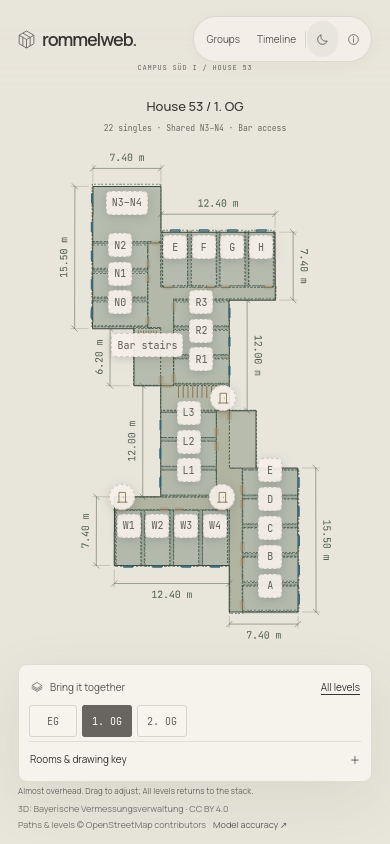 rommelweb.
Groups Timeline
CAMPUS SÜD I / HOUSE 53
House 53 / 1. OG
22 singles · Shared N3–N4 · Bar access
7.40 m
N3–N4
12.40 m
N2
E F G H
15.50 m
7.40 m
N1
N0
R3
R2
Bar stairs
6.20 m
R1
12.00 m
L3
L2
12.00 m
L1
E
D
W1 W2 W3 W4
C
7.40 m
B
15.50 m
A
12.40 m
7.40 m
Bring it together All levels
EG 1. OG 2. OG
Rooms & drawing key +
Almost overhead. Drag to adjust; All levels returns to the stack.
3D: Bayerische Vermessungsverwaltung · CC BY 4.0
Paths & levels © OpenStreetMap contributors Model accuracy ↗